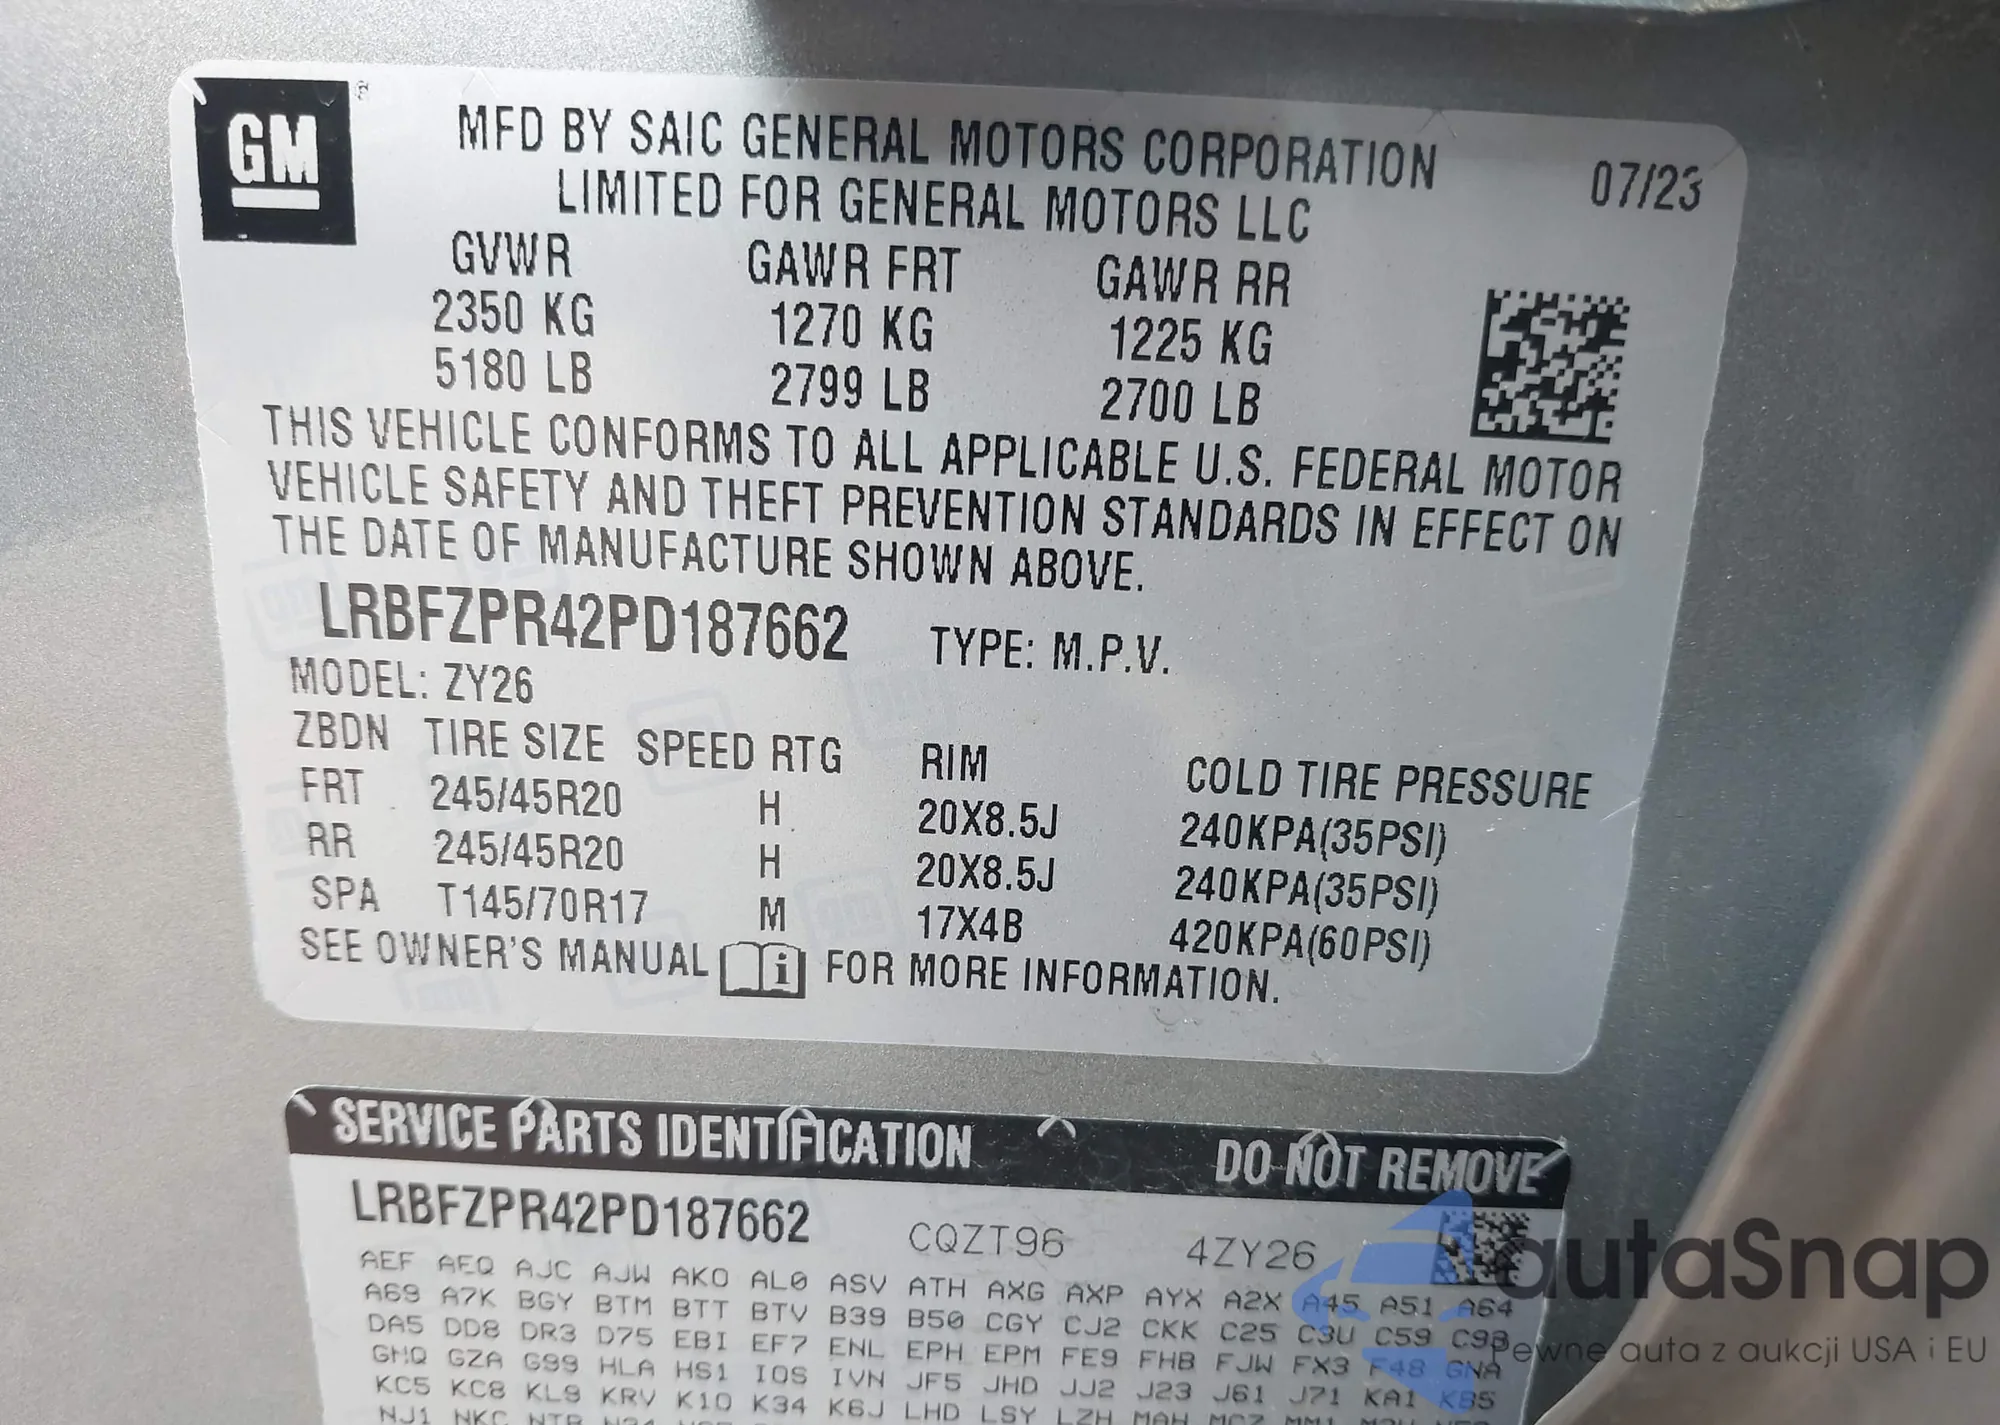 GM
MFD BY SAIC GENERAL MOTORS CORPORATION
LIMITED FOR GENERAL MOTORS LLC
07/23
GVWR GAWR FRT GAWR RR
2350 KG 1270 KG 1225 KG
5180 LB 2799 LB 2700 LB
THIS VEHICLE CONFORMS TO ALL APPLICABLE U.S. FEDERAL MOTOR
VEHICLE SAFETY AND THEFT PREVENTION STANDARDS IN EFFECT ON
THE DATE OF MANUFACTURE SHOWN ABOVE.
LRBFZPR42PD187662 TYPE: M.P.V.
MODEL: ZY26
ZBDN TIRE SIZE SPEED RTG RIM COLD TIRE PRESSURE
FRT 245/45R20 H 20X8.5J 240KPA(35PSI)
RR 245/45R20 H 20X8.5J 240KPA(35PSI)
SPA T145/70R17 M 17X4B 420KPA(60PSI)
SEE OWNER'S MANUAL i FOR MORE INFORMATION.
SERVICE PARTS IDENTIFICATION DO NOT REMOVE
LRBFZPR42PD187662 CQZT96 4ZY26
AEF AEQ AJC AJW AKO AL0 ASV ATH AXG AXP AYX A2X A45 A51 A64
A69 A7K BGY BTM BTT BTV B39 B50 CGY CJ2 CKK C25 C3U C59 C9B
DA5 DD8 DR3 D75 EBI EF7 ENL EPH EPM FE9 FHB FJW FX3 F48 GNA
GMQ GZA G99 HLA HS1 IOS IVN JF5 JHD JJ2 J23 J61 J71 KA1 KB5
KC5 KC8 KL9 KRV K10 K34 K6J LHD LSY LZH MAH
NJ1 NKC
autaSnap
Pewne auta z aukcji USA i EU